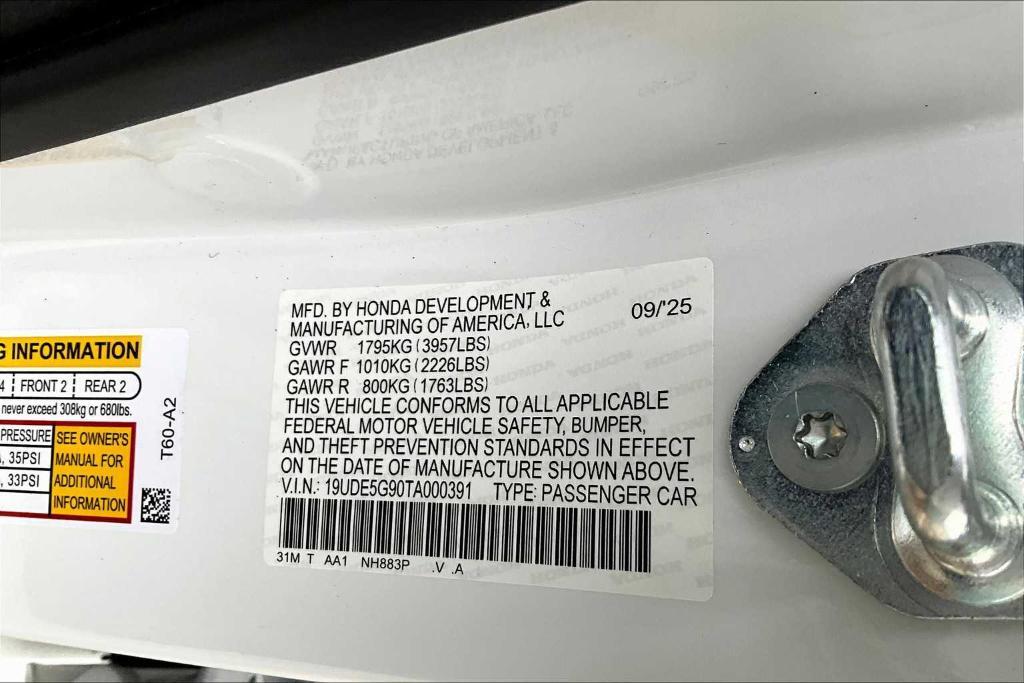 MFD. BY HONDA DEVELOPMENT &
MANUFACTURING OF AMERICA, LLC
09/'25
GVWR 1795KG (3957LBS)
GAWR F 1010KG (2226LBS)
GAWR R 800KG (1763LBS)
THIS VEHICLE CONFORMS TO ALL APPLICABLE
FEDERAL MOTOR VEHICLE SAFETY, BUMPER,
AND THEFT PREVENTION STANDARDS IN EFFECT
ON THE DATE OF MANUFACTURE SHOWN ABOVE.
V.I.N.: 19UDE5G90TA000391 TYPE: PASSENGER CAR
31M T AA1 NH883P .V .A
INFORMATION
4 FRONT 2 REAR 2
never exceed 308kg or 680lbs.
PRESSURE
35PSI
33PSI
SEE OWNER'S
MANUAL FOR
ADDITIONAL
INFORMATION
T60-A2